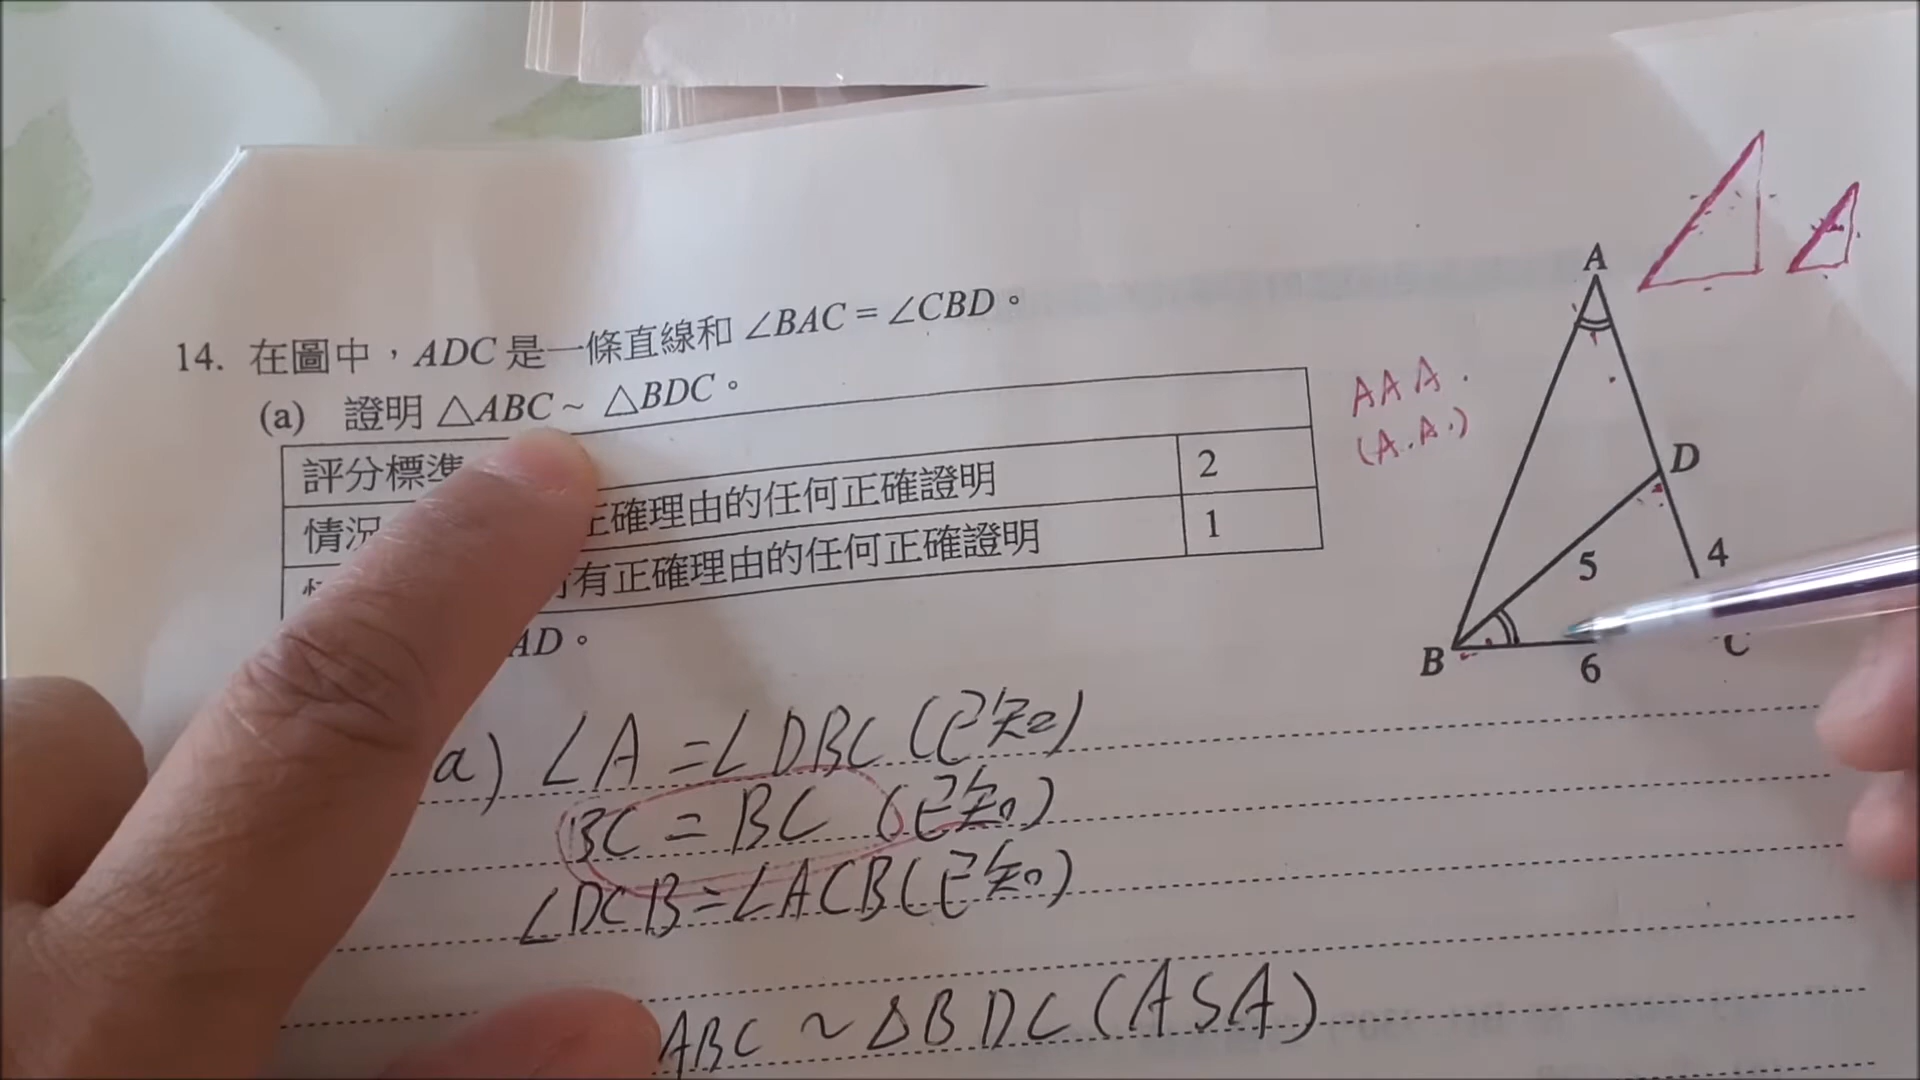 14. 在圖中，ADC 是一條直線和 ∠BAC = ∠CBD。
(a) 證明 △ABC ~ △BDC。
評分標準
情況 正確理由的任何正確證明 2
有正確理由的任何正確證明 1
AD。
A
D
5
4
B
6
C
AAA.
(A.A.)
a) ∠A = ∠DBC (已知)
BC = BC (已知)
∠DCB = ∠ACB (已知)
ABC ~ △BDC (ASA)